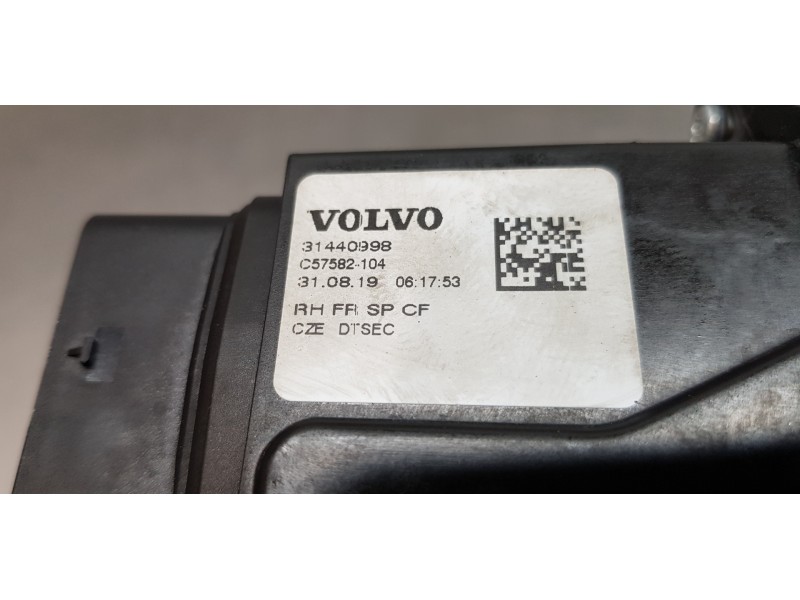 VOLVO
31440998
C57582-104
31.08.19 06:17:53
RH FR SP CF
CZE DTSEC